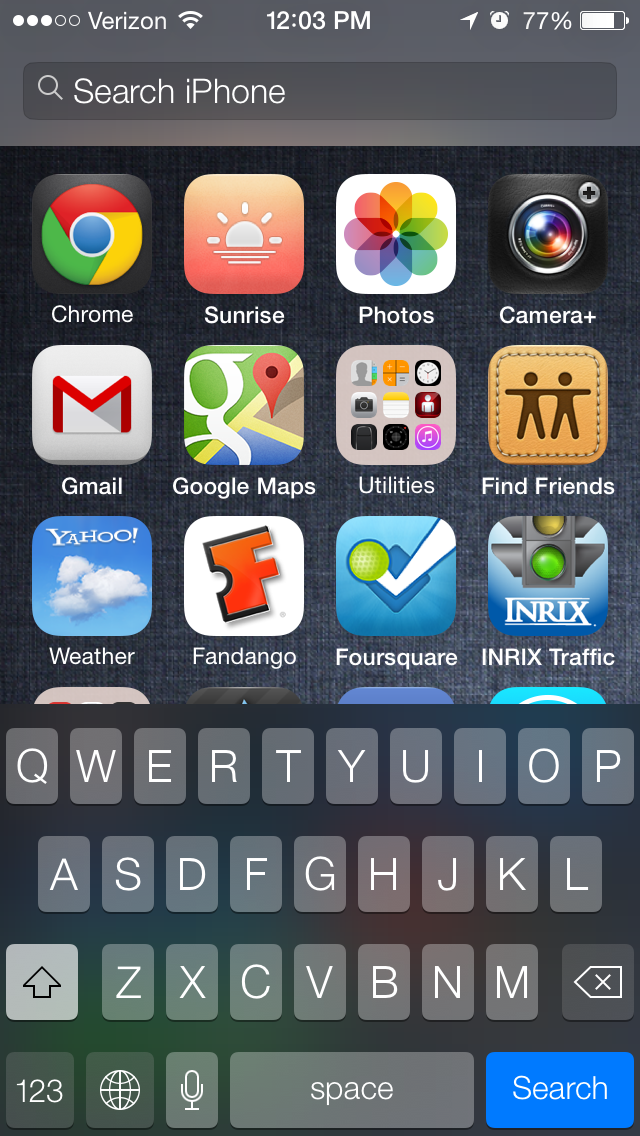 Verizon 12:03 PM 77%
Search iPhone
Chrome Sunrise Photos Camera+
Gmail Google Maps Utilities Find Friends
YAHOO!
INRIX
Weather Fandango Foursquare INRIX Traffic
Q W E R T Y U I O P
A S D F G H J K L
Z X C V B N M
123 space Search